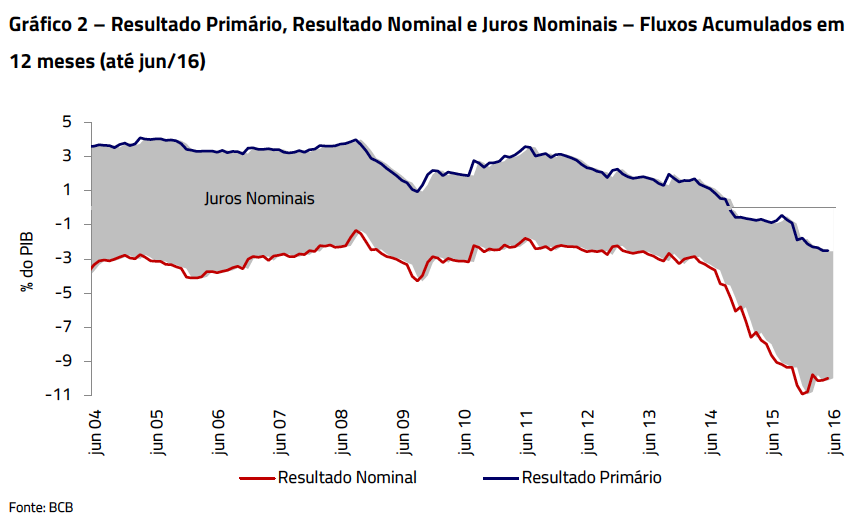 Gráfico 2 – Resultado Primário, Resultado Nominal e Juros Nominais – Fluxos Acumulados em
12 meses (até jun/16)
5
3
1
-1
-3
-5
-7
-9
-11
% do PIB
Juros Nominais
jun 04
jun 05
jun 06
jun 07
jun 08
jun 09
jun 10
jun 11
jun 12
jun 13
jun 14
jun 15
jun 16
Resultado Nominal
Resultado Primário
Fonte: BCB